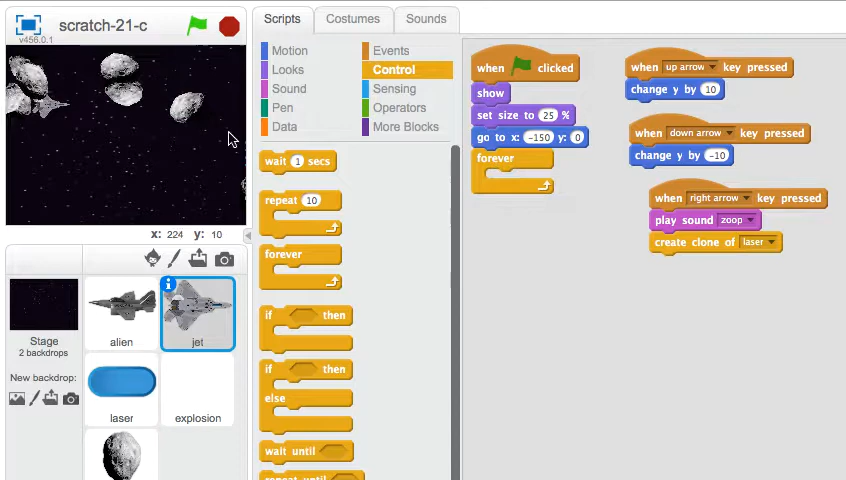 scratch-21-c
v456.0.1
x: 224 y: 10
Stage
2 backdrops
New backdrop:
alien
jet
laser
explosion
Scripts
Costumes
Sounds
Motion
Looks
Sound
Pen
Data
Events
Control
Sensing
Operators
More Blocks
wait 1 secs
repeat 10
forever
if then
if then
else
wait until
repeat until
when clicked
show
set size to 25 %
go to x: -150 y: 0
forever
when up arrow key pressed
change y by 10
when down arrow key pressed
change y by -10
when right arrow key pressed
play sound zoop
create clone of laser